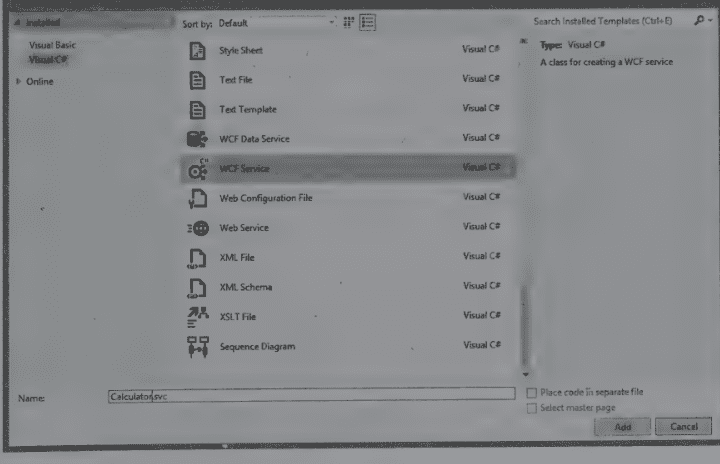 Installed
Sort by: Default
Search Installed Templates (Ctrl+E)
Visual Basic
Visual C#
Online
Style Sheet Visual C#
Text File Visual C#
Text Template Visual C#
WCF Data Service Visual C#
WCF Service Visual C#
Web Configuration File Visual C#
Web Service Visual C#
XML File Visual C#
XML Schema Visual C#
XSLT File Visual C#
Sequence Diagram Visual C#
Type: Visual C#
A class for creating a WCF service
Name: Calculator.svc
Place code in separate file
Select master page
Add Cancel